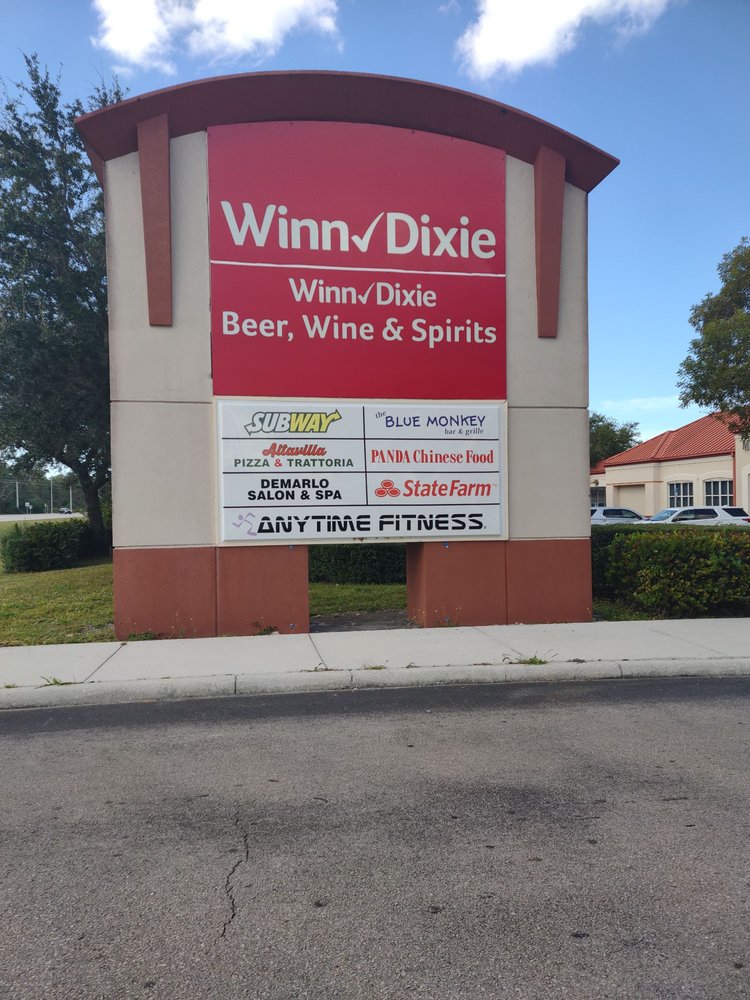 Winn✓Dixie
Winn✓Dixie
Beer, Wine & Spirits
SUBWAY
the BLUE MONKEY
bar & grille
Altavilla
PIZZA & TRATTORIA
PANDA Chinese Food
DEMARLO
SALON & SPA
StateFarm™
ANYTIME FITNESS®